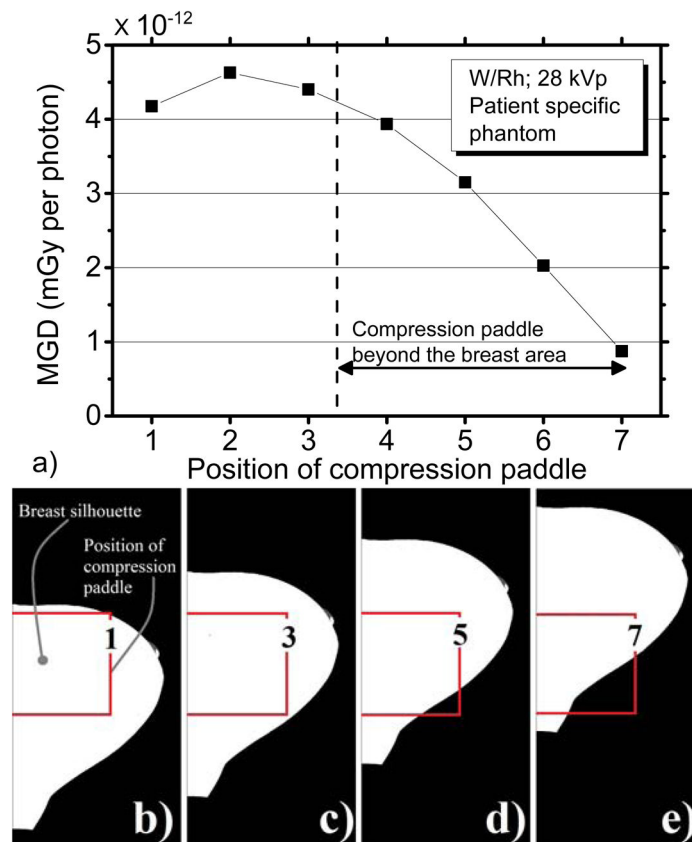 × 10⁻¹²
5
4
3
2
1
0
MGD (mGy per photon)
W/Rh; 28 kVp
Patient specific
phantom
Compression paddle
beyond the breast area
1 2 3 4 5 6 7
a) Position of compression paddle
Breast silhouette
Position of
compression
paddle
1
b)
3
c)
5
d)
7
e)